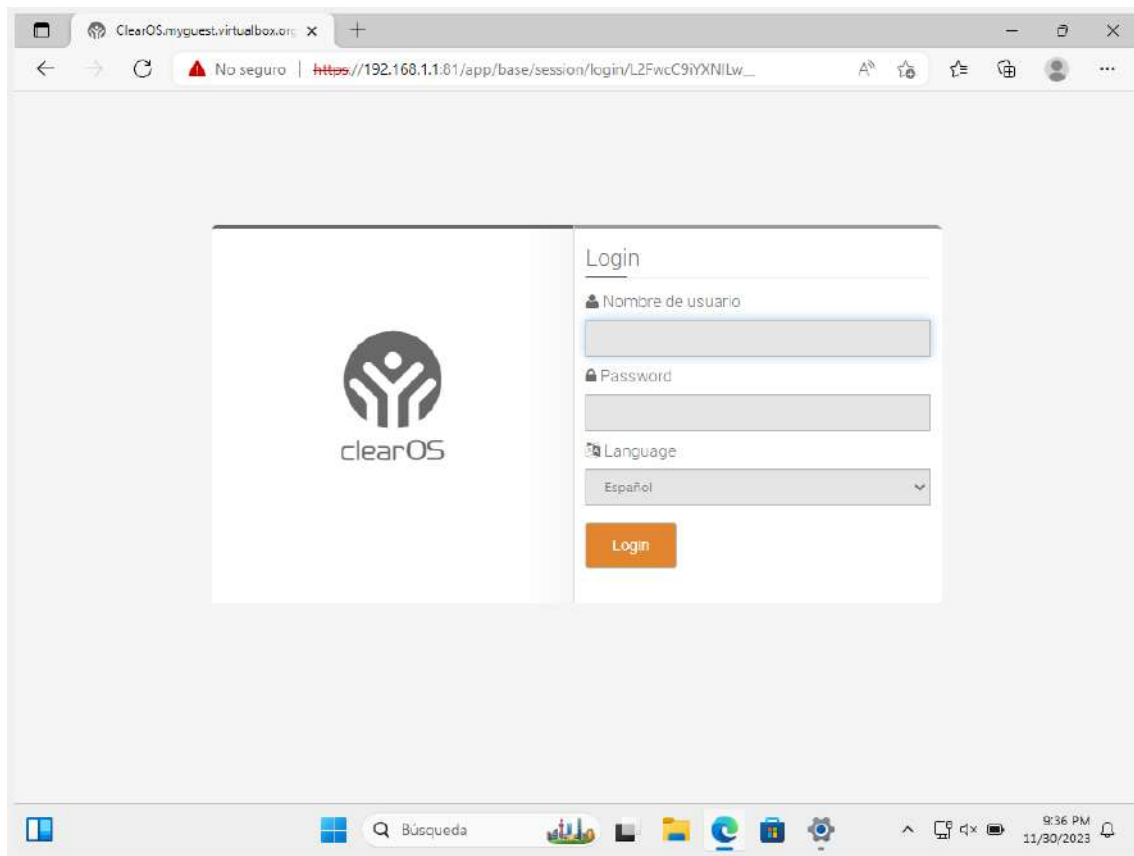 ClearOS.myguest.virtualbox.org
No seguro | https://192.168.1.1:81/app/base/session/login/L2FwcC9iYXNlLw__
Login
Nombre de usuario
Password
clearOS
Language
Español
Login
Búsqueda
9:36 PM
11/30/2023